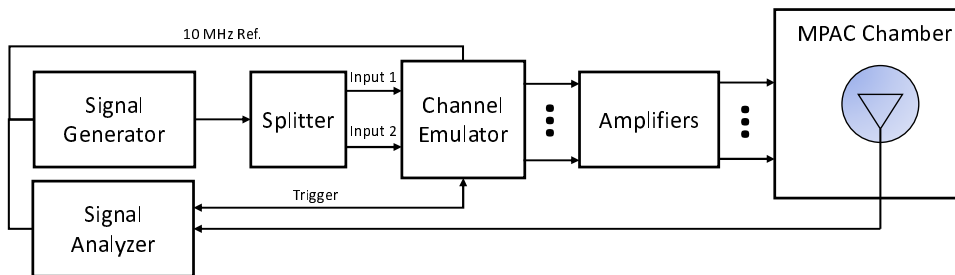 10 MHz Ref.
MPAC Chamber
Signal
Generator
Splitter
Input 1
Input 2
Channel
Emulator
Amplifiers
Trigger
Signal
Analyzer